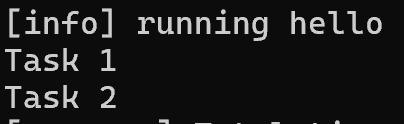 [info] running hello
Task 1
Task 2